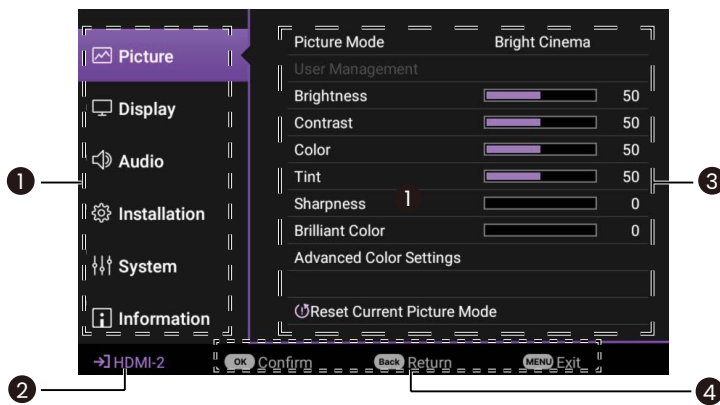 Picture
Display
Audio
Installation
System
Information
Picture Mode Bright Cinema
User Management
Brightness 50
Contrast 50
Color 50
Tint 50
Sharpness 0
Brilliant Color 0
Advanced Color Settings
Reset Current Picture Mode
HDMI-2 OK Confirm Back Return MENU Exit
1
1
3
2
4